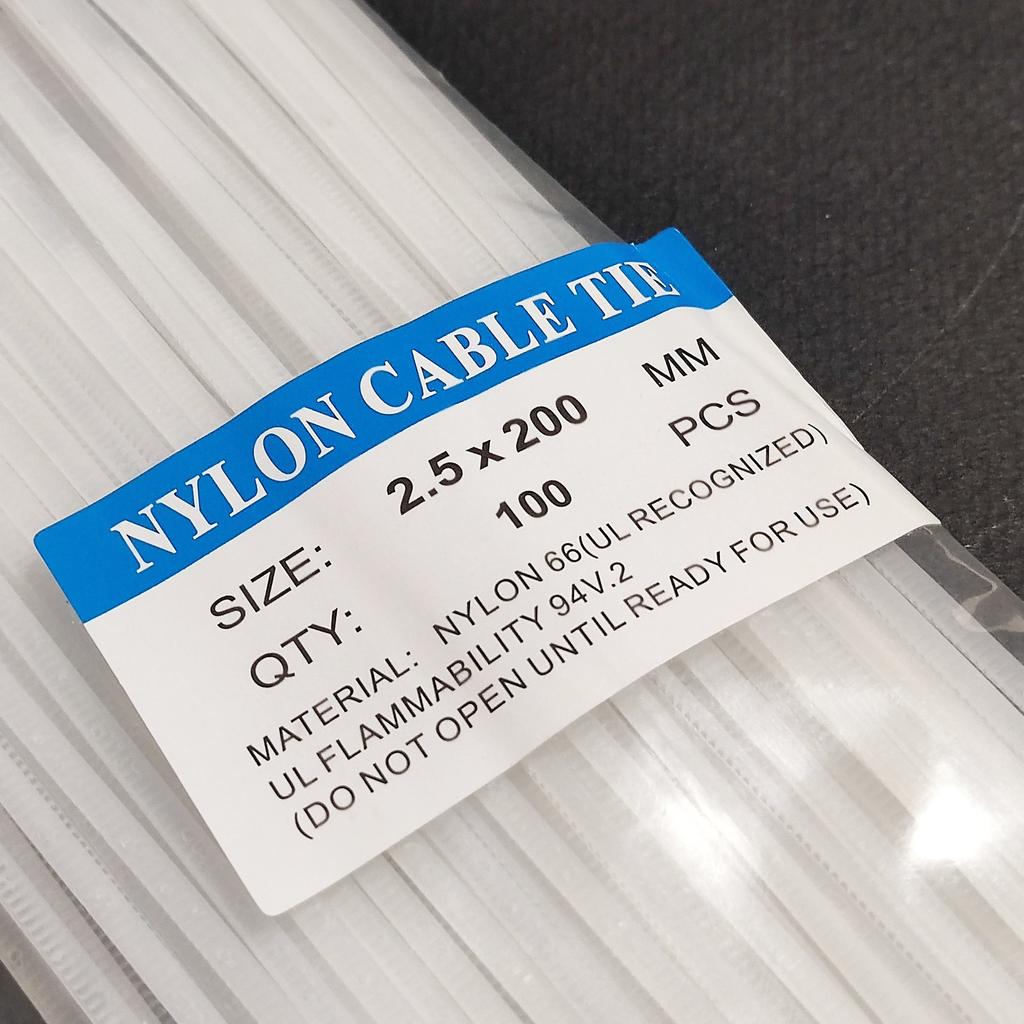 NYLON CABLE TIE
SIZE: 2.5 x 200 MM
QTY: 100 PCS
MATERIAL: NYLON 66(UL RECOGNIZED)
UL FLAMMABILITY 94V.2
(DO NOT OPEN UNTIL READY FOR USE)